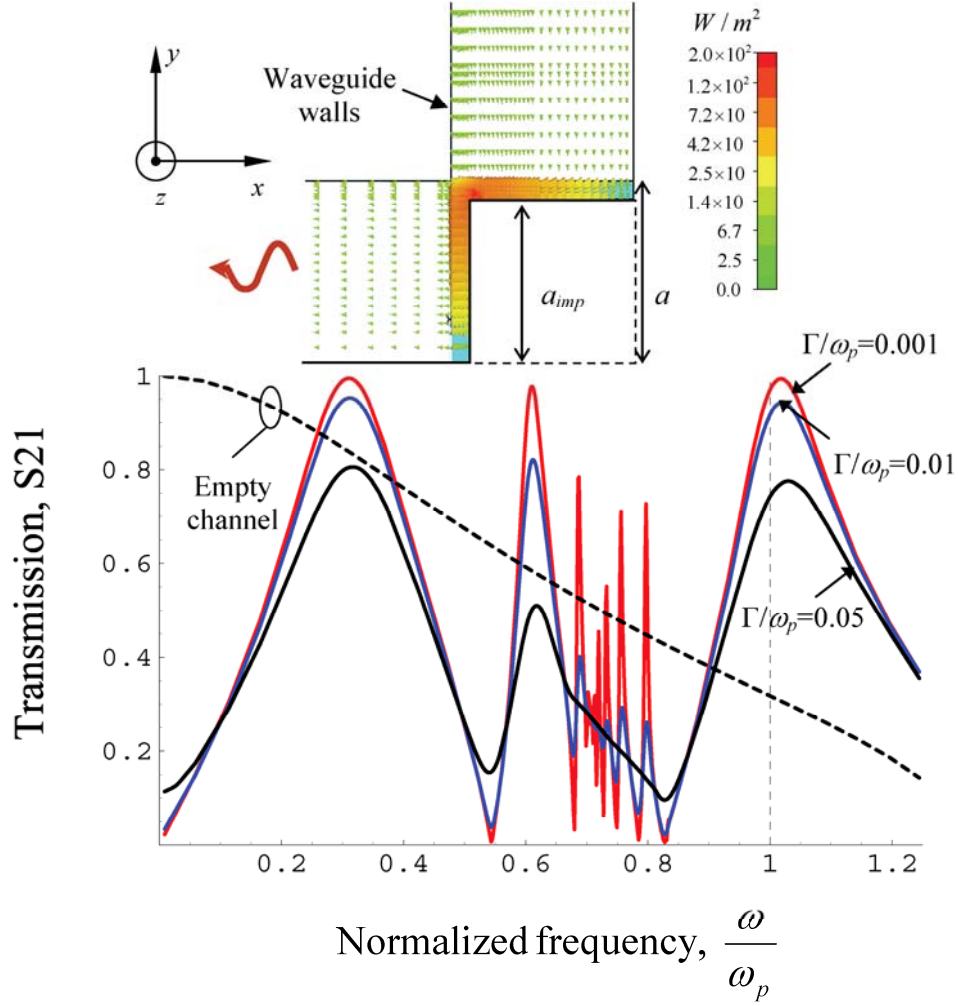 W / m²
2.0×10²
1.2×10²
7.2×10
4.2×10
2.5×10
1.4×10
6.7
2.5
0.0
y
x
z
Waveguide
walls
a_imp
a
Γ/ω_p=0.001
Γ/ω_p=0.01
Γ/ω_p=0.05
Empty
channel
Transmission, S21
1
0.8
0.6
0.4
0.2
0.2 0.4 0.6 0.8 1 1.2
Normalized frequency, ω/ω_p